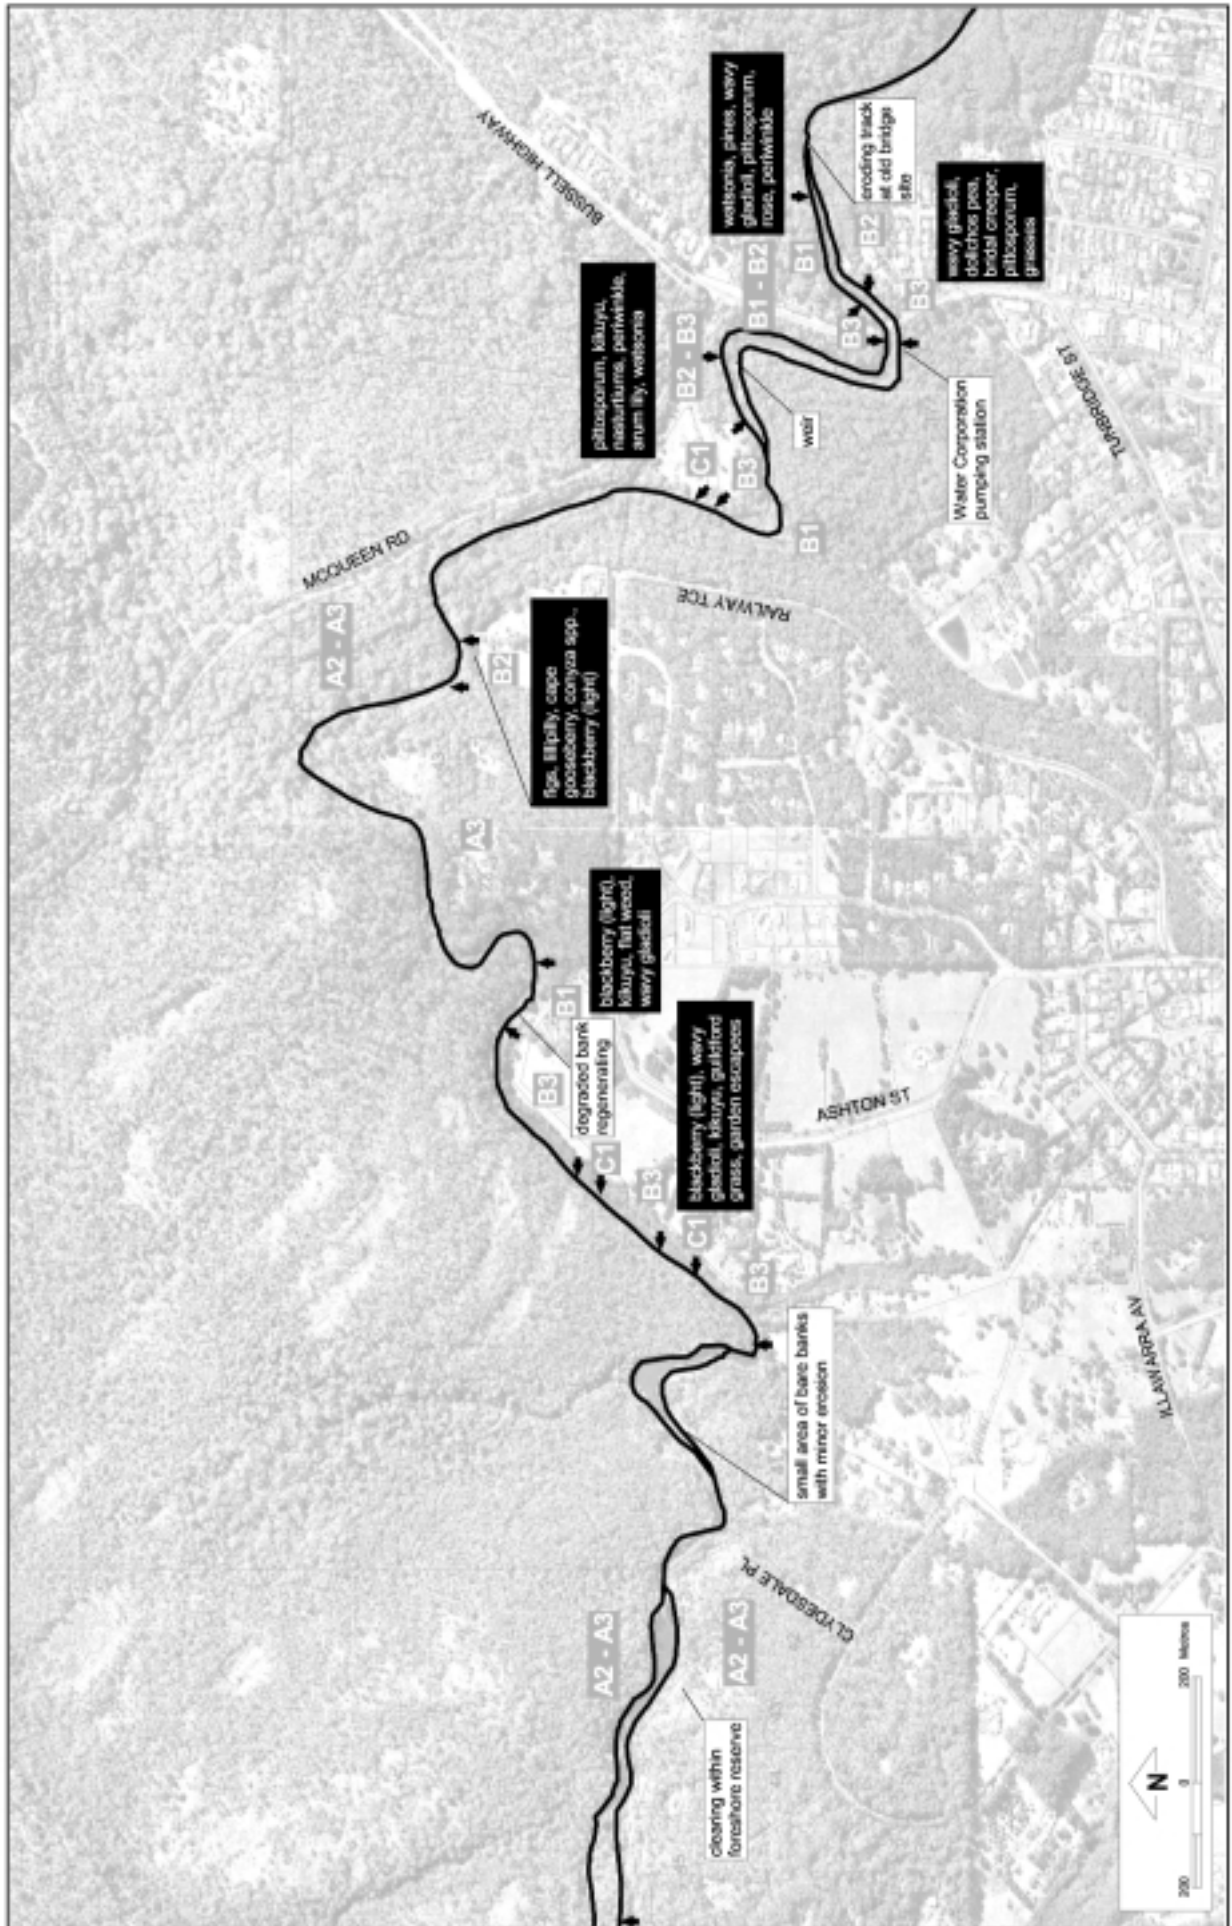 BUSSELL HIGHWAY
watsonia, pines, wavy
gladioli, pittosporum,
rose, periwinkle
eroding track
at old bridge
site
wavy gladioli,
dolichos pea,
bridal creeper,
pittosporum,
grasses
B1
B2
B3
B3
B1 - B2
pittosporum, kikuyu,
nasturtiums, periwinkle,
arum lily, watsonia
B2 - B3
weir
Water Corporation
pumping station
TUNBRIDGE ST
C1
B3
B1
MCQUEEN RD
RAILWAY TCE
A2 - A3
B2
figs, lillipilly, cape
gooseberry, conyza spp.,
blackberry (light)
A3
blackberry (light),
kikuyu, flat weed,
wavy gladioli
B1
degraded bank
regenerating
B3
C1
B3
C1
B3
blackberry (light), wavy
gladioli, kikuyu, guildford
grass, garden escapees
ASHTON ST
small area of bare banks
with minor erosion
ILLAWARRA AV
CLYDESDALE PL
A2 - A3
A2 - A3
clearing within
foreshore reserve
N
200 0 200 Metres